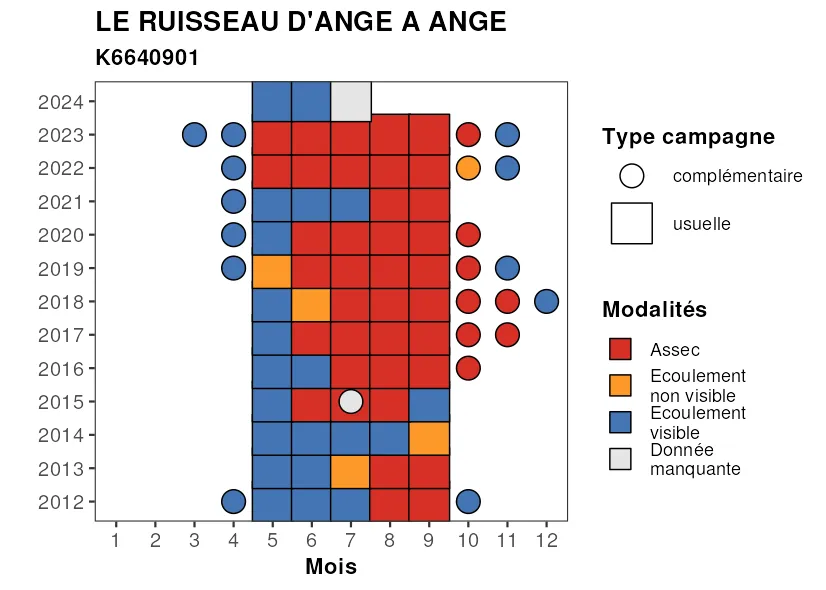 LE RUISSEAU D'ANGE A ANGE
K6640901
2024
2023
2022
2021
2020
2019
2018
2017
2016
2015
2014
2013
2012
1 2 3 4 5 6 7 8 9 10 11 12
Mois
Type campagne
complémentaire
usuelle
Modalités
Assec
Ecoulement
non visible
Ecoulement
visible
Donnée
manquante